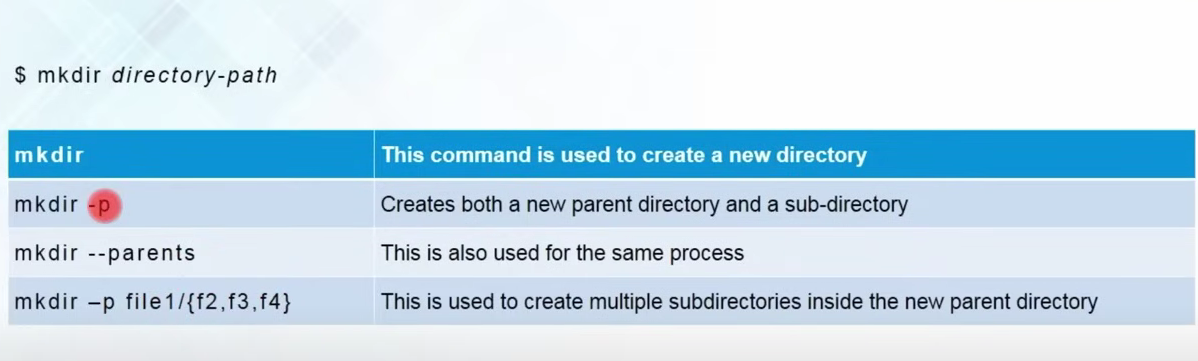 $ mkdir directory-path
mkdir This command is used to create a new directory
mkdir -p Creates both a new parent directory and a sub-directory
mkdir --parents This is also used for the same process
mkdir –p file1/{f2,f3,f4} This is used to create multiple subdirectories inside the new parent directory